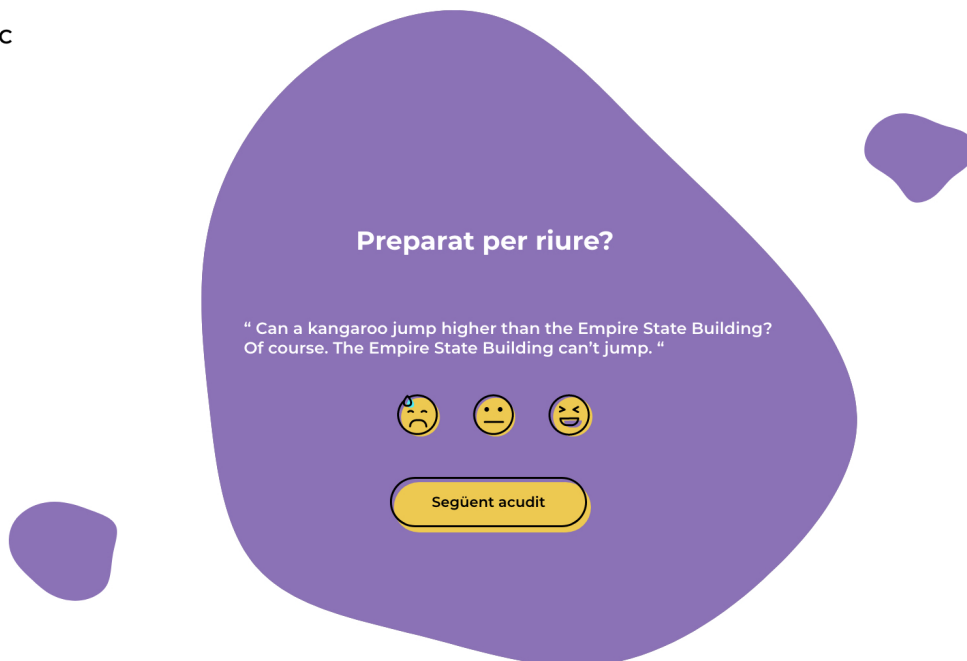 C
Preparat per riure?
“ Can a kangaroo jump higher than the Empire State Building?
Of course. The Empire State Building can’t jump. “
Següent acudit